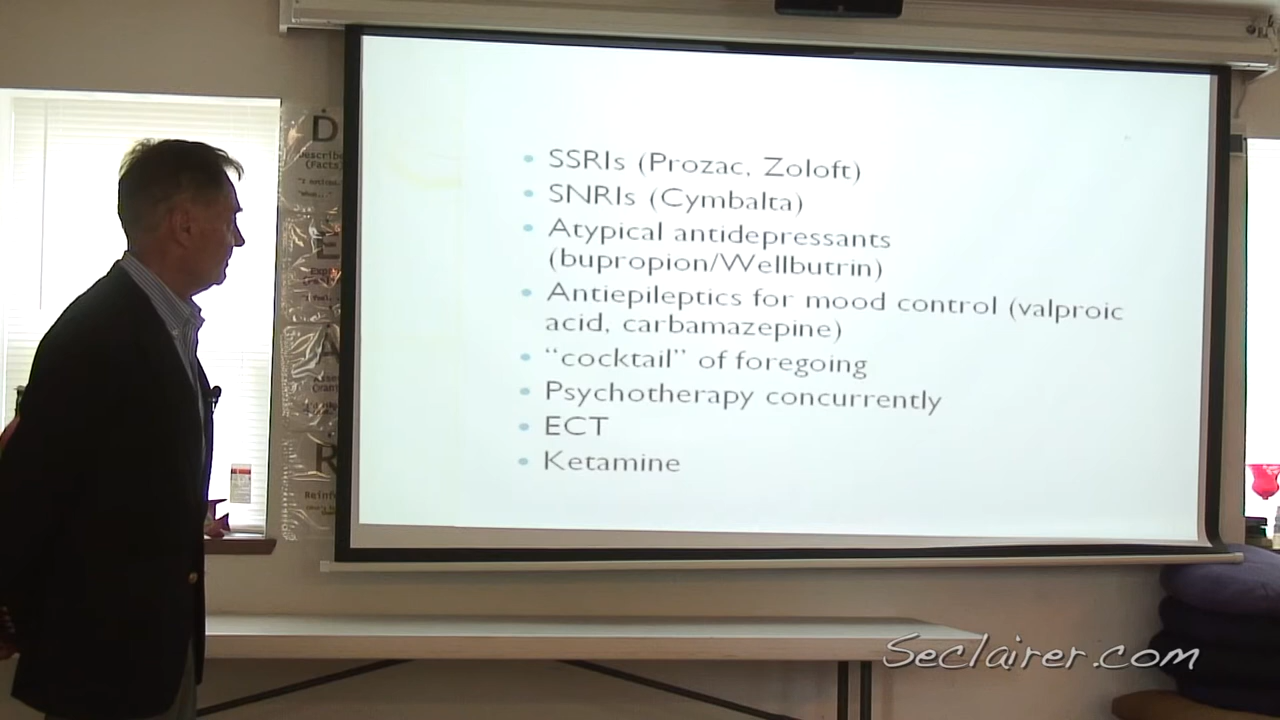 • SSRIs (Prozac, Zoloft)
• SNRIs (Cymbalta)
• Atypical antidepressants
(bupropion/Wellbutrin)
• Antiepileptics for mood control (valproic
acid, carbamazepine)
• “cocktail” of foregoing
• Psychotherapy concurrently
• ECT
• Ketamine
D
(Facts)
E
A
R
Seclairer.com